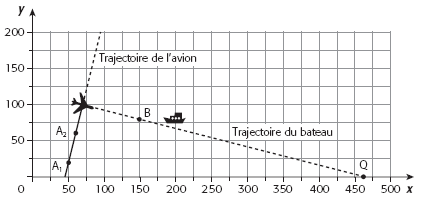 y
200
Trajectoire de l'avion
150
100
B
A₂
Trajectoire du bateau
50
A₁
Q
0 50 100 150 200 250 300 350 400 450 500 x